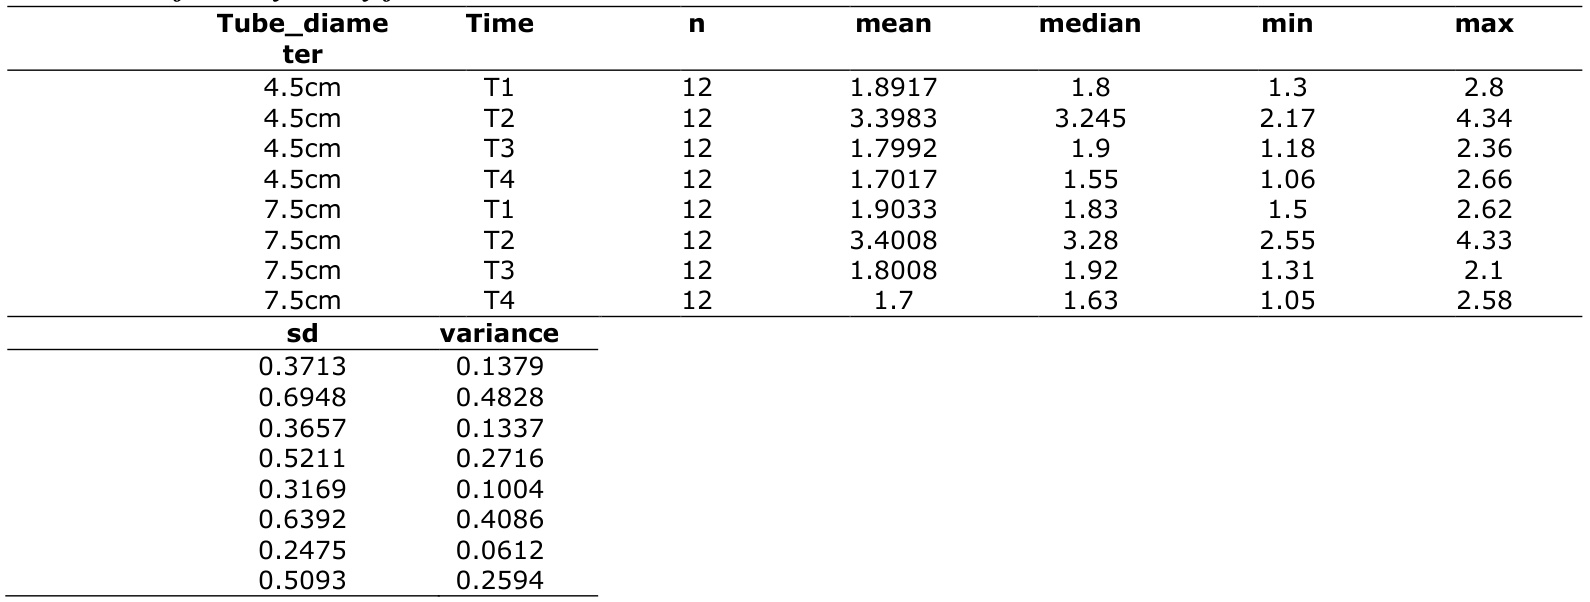 Tube_diame Time n mean median min max
ter
4.5cm T1 12 1.8917 1.8 1.3 2.8
4.5cm T2 12 3.3983 3.245 2.17 4.34
4.5cm T3 12 1.7992 1.9 1.18 2.36
4.5cm T4 12 1.7017 1.55 1.06 2.66
7.5cm T1 12 1.9033 1.83 1.5 2.62
7.5cm T2 12 3.4008 3.28 2.55 4.33
7.5cm T3 12 1.8008 1.92 1.31 2.1
7.5cm T4 12 1.7 1.63 1.05 2.58
sd variance
0.3713 0.1379
0.6948 0.4828
0.3657 0.1337
0.5211 0.2716
0.3169 0.1004
0.6392 0.4086
0.2475 0.0612
0.5093 0.2594